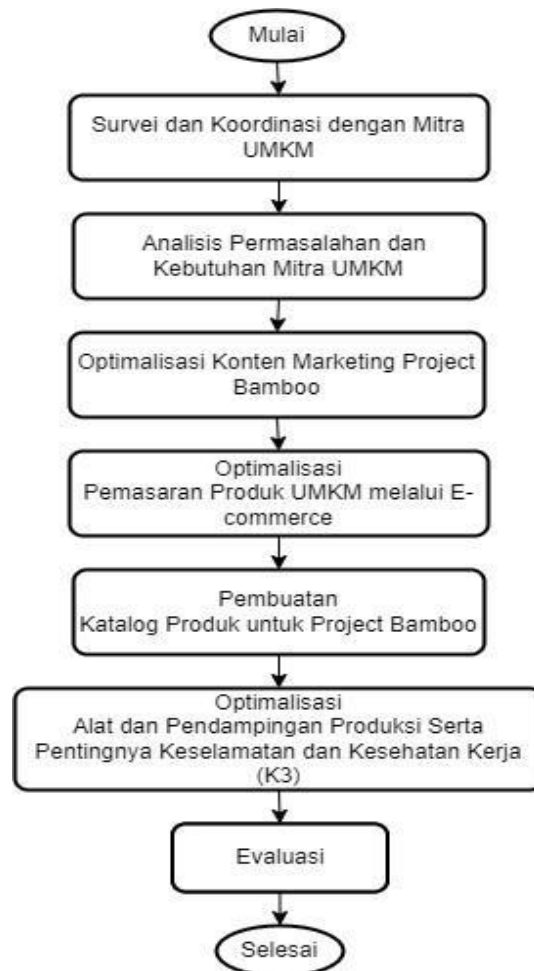 Mulai
Survei dan Koordinasi dengan Mitra
UMKM
Analisis Permasalahan dan
Kebutuhan Mitra UMKM
Optimalisasi Konten Marketing Project
Bamboo
Optimalisasi
Pemasaran Produk UMKM melalui E-
commerce
Pembuatan
Katalog Produk untuk Project Bamboo
Optimalisasi
Alat dan Pendampingan Produksi Serta
Pentingnya Keselamatan dan Kesehatan Kerja
(K3)
Evaluasi
Selesai